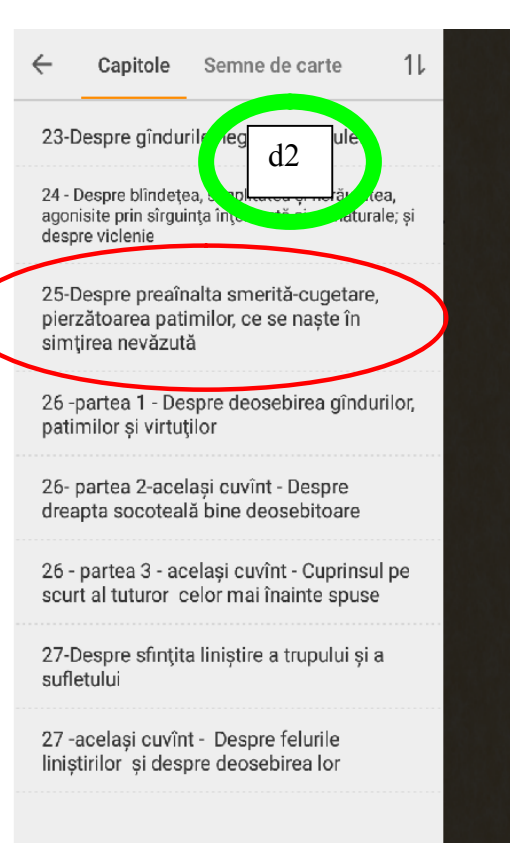 Capitole Semne de carte
23-Despre gîndurile
d2
24 - Despre blîndețea,
agonisite prin sîrguința și
despre viclenie
25-Despre preaînalta smerită-cugetare,
pierzătoarea patimilor, ce se naște în
simțirea nevăzută
26 -partea 1 - Despre deosebirea gîndurilor,
patimilor și virtuților
26- partea 2-același cuvînt - Despre
dreapta socoteală bine deosebitoare
26 - partea 3 - același cuvînt - Cuprinsul pe
scurt al tuturor celor mai înainte spuse
27-Despre sfințita liniștire a trupului și a
sufletului
27 -același cuvînt - Despre felurile
liniștirilor și despre deosebirea lor